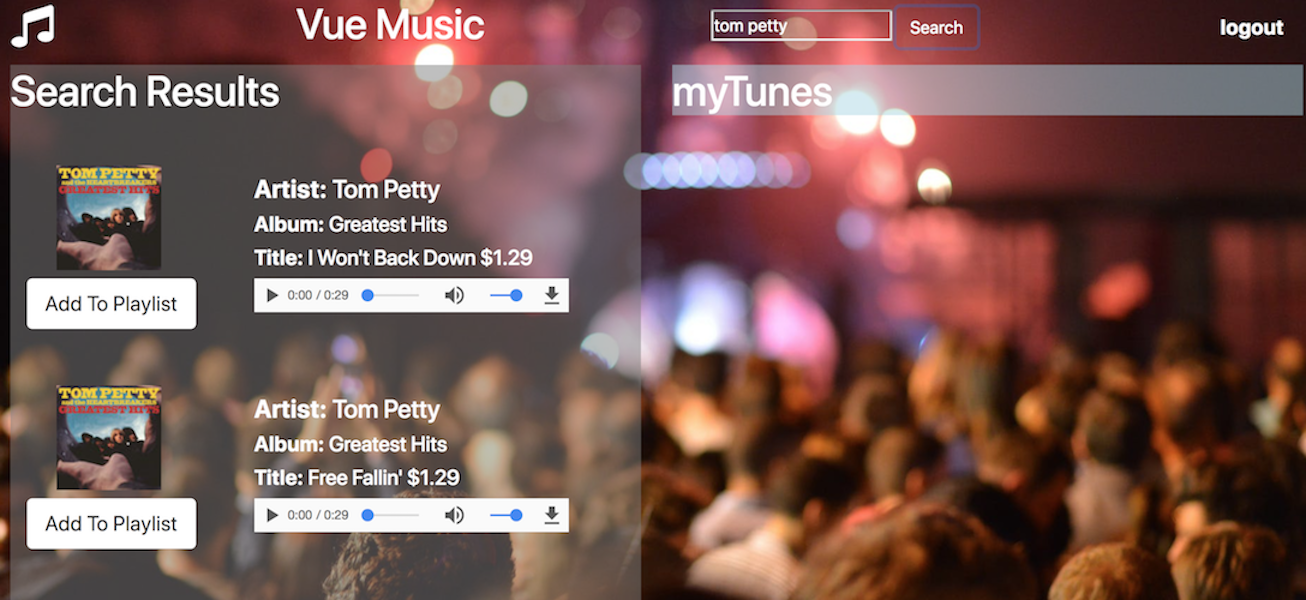 Vue Music
tom petty
Search
logout
Search Results
myTunes
TOM PETTY
and the HEARTBREAKERS
GREATEST HITS
Artist: Tom Petty
Album: Greatest Hits
Title: I Won't Back Down $1.29
0:00 / 0:29
Add To Playlist
TOM PETTY
and the HEARTBREAKERS
GREATEST HITS
Artist: Tom Petty
Album: Greatest Hits
Title: Free Fallin' $1.29
0:00 / 0:29
Add To Playlist